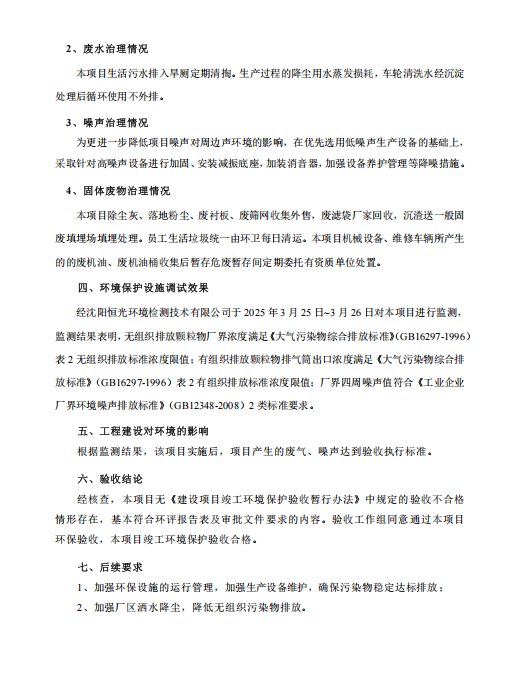 2、废水治理情况
本项目生活污水排入旱厕定期清掏。生产过程的降尘用水蒸发损耗，车轮清洗水经沉淀
处理后循环使用不外排。
3、噪声治理情况
为更进一步降低项目噪声对周边声环境的影响，在优先选用低噪声生产设备的基础上，
采取针对高噪声设备进行加固、安装减振底座，加装消音器，加强设备养护管理等降噪措施。
4、固体废物治理情况
本项目除尘灰、落地粉尘、废衬板、废筛网收集外售，废滤袋厂家回收，沉渣送一般固
废填埋场填埋处理。员工生活垃圾统一由环卫每日清运。本项目机械设备、维修车辆所产生
的的废机油、废机油桶收集后暂存危废暂存间定期委托有资质单位处置。
四、环境保护设施调试效果
经沈阳恒光环境检测技术有限公司于 2025 年 3 月 25 日~3 月 26 日对本项目进行监测，
监测结果表明，无组织排放颗粒物厂界浓度满足《大气污染物综合排放标准》（GB16297-1996）
表 2 无组织排放标准浓度限值；有组织排放颗粒物排气筒出口浓度满足《大气污染物综合排
放标准》（GB16297-1996）表 2 有组织排放标准浓度限值；厂界四周噪声值符合《工业企业
厂界环境噪声排放标准》（GB12348-2008）2 类标准要求。
五、工程建设对环境的影响
根据监测结果，该项目实施后，项目产生的废气、噪声达到验收执行标准。
六、验收结论
经核查，本项目无《建设项目竣工环境保护验收暂行办法》中规定的验收不合格
情形存在，基本符合环评报告表及审批文件要求的内容。验收工作组同意通过本项目
环保验收，本项目竣工环境保护验收合格。
七、后续要求
1、加强环保设施的运行管理，加强生产设备维护，确保污染物稳定达标排放；
2、加强厂区洒水降尘，降低无组织污染物排放。